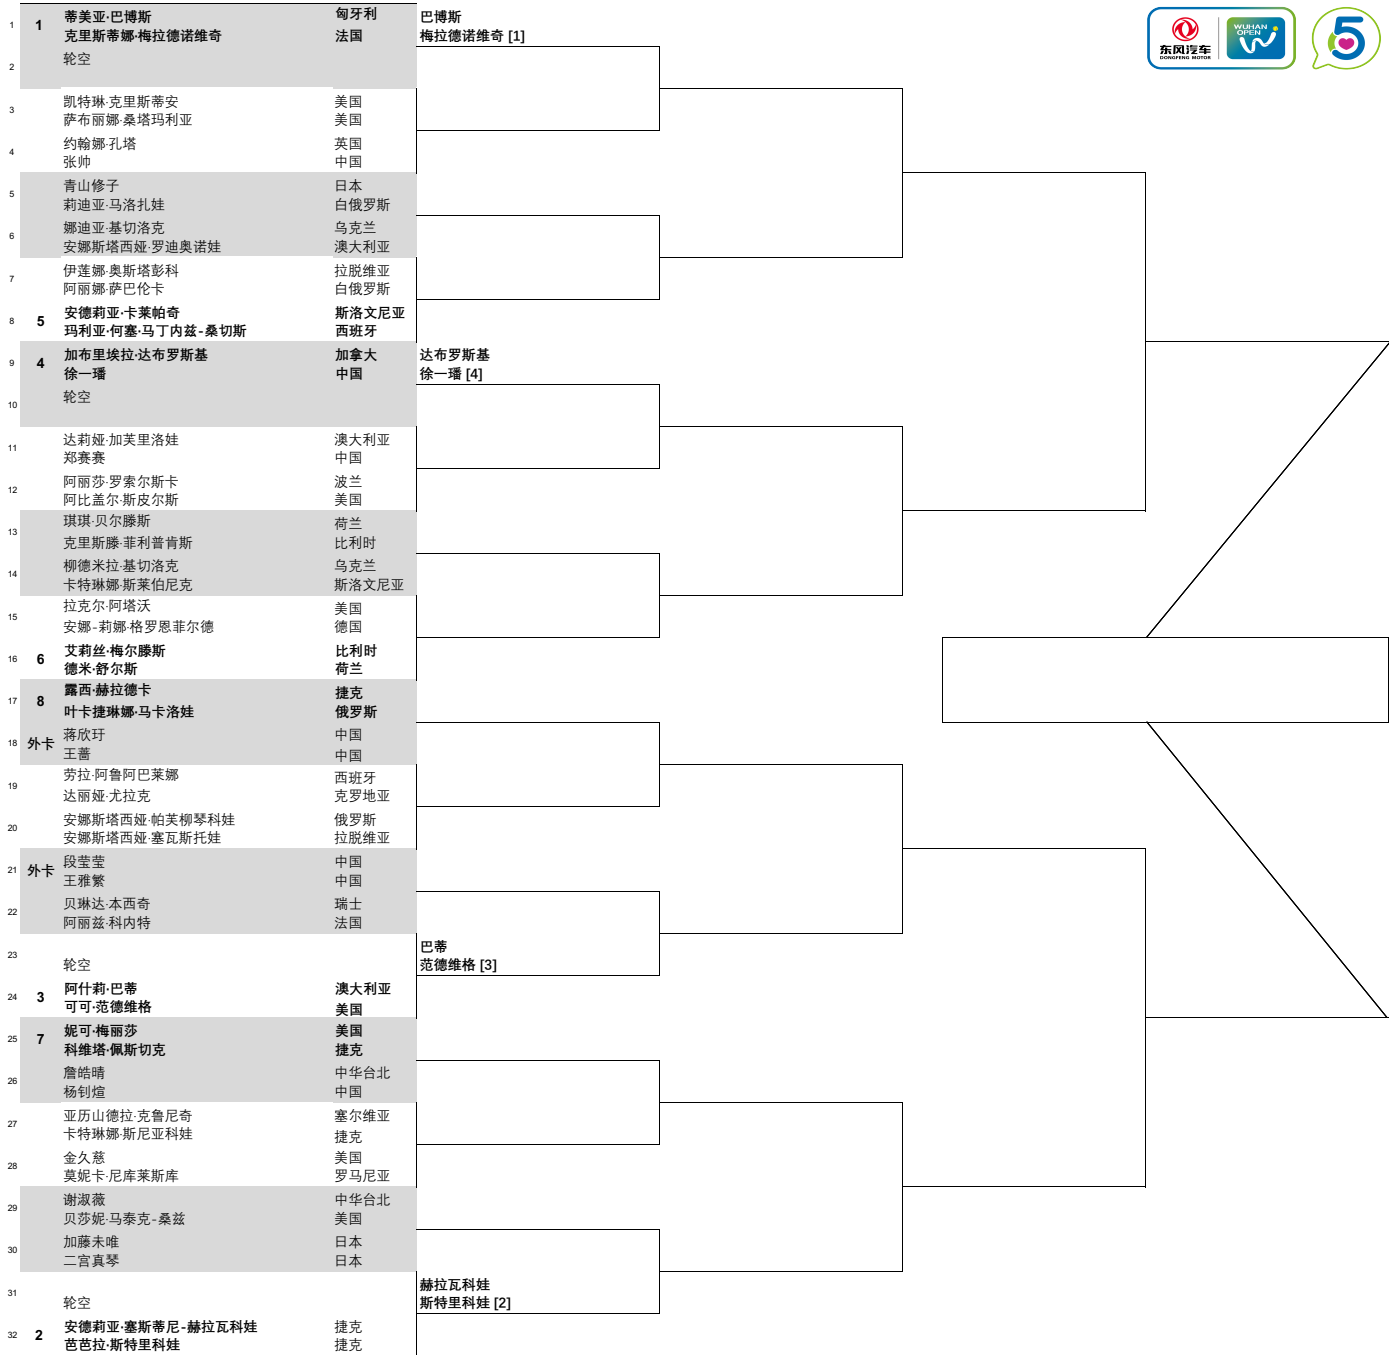 1 1 蒂美亚·巴博斯 匈牙利 巴博斯
克里斯蒂娜·梅拉德诺维奇 法国 梅拉德诺维奇 [1]
2 轮空
3 凯特琳·克里斯蒂安 美国
萨布丽娜·桑塔玛利亚 美国
4 约翰娜·孔塔 英国
张帅 中国
5 青山修子 日本
莉迪亚·马洛扎娃 白俄罗斯
6 娜迪亚·基切洛克 乌克兰
安娜斯塔西娅·罗迪奥诺娃 澳大利亚
7 伊莲娜·奥斯塔彭科 拉脱维亚
阿丽娜·萨巴伦卡 白俄罗斯
8 5 安德莉亚·卡莱帕奇 斯洛文尼亚
玛利亚·何塞·马丁内兹-桑切斯 西班牙
9 4 加布里埃拉·达布罗斯基 加拿大 达布罗斯基
徐一璠 中国 徐一璠 [4]
10 轮空
11 达莉娅·加芙里洛娃 澳大利亚
郑赛赛 中国
12 阿丽莎·罗索尔斯卡 波兰
阿比盖尔·斯皮尔斯 美国
13 琪琪·贝尔滕斯 荷兰
克里斯滕·菲利普肯斯 比利时
14 柳德米拉·基切洛克 乌克兰
卡特琳娜·斯莱伯尼克 斯洛文尼亚
15 拉克尔·阿塔沃 美国
安娜-莉娜·格罗恩菲尔德 德国
16 6 艾莉丝·梅尔滕斯 比利时
德米·舒尔斯 荷兰
17 8 露西·赫拉德卡 捷克
叶卡捷琳娜·马卡洛娃 俄罗斯
18 外卡 蒋欣玗 中国
王蔷 中国
19 劳拉·阿鲁阿巴莱娜 西班牙
达丽娅·尤拉克 克罗地亚
20 安娜斯塔西娅·帕芙柳琴科娃 俄罗斯
安娜斯塔西娅·塞瓦斯托娃 拉脱维亚
21 外卡 段莹莹 中国
王雅繁 中国
22 贝琳达·本西奇 瑞士
阿丽兹·科内特 法国
23 轮空 巴蒂
范德维格 [3]
24 3 阿什莉·巴蒂 澳大利亚
可可·范德维格 美国
25 7 妮可·梅丽莎 美国
科维塔·佩斯切克 捷克
26 詹皓晴 中华台北
杨钊煊 中国
27 亚历山德拉·克鲁尼奇 塞尔维亚
卡特琳娜·斯尼亚科娃 捷克
28 金久慈 美国
莫妮卡·尼库莱斯库 罗马尼亚
29 谢淑薇 中华台北
贝莎妮·马泰克-桑兹 美国
30 加藤未唯 日本
二宫真琴 日本
31 轮空 赫拉瓦科娃
斯特里科娃 [2]
32 2 安德莉亚·塞斯蒂尼-赫拉瓦科娃 捷克
芭芭拉·斯特里科娃 捷克
东风汽车
DONGFENG MOTOR
WUHAN
OPEN
5